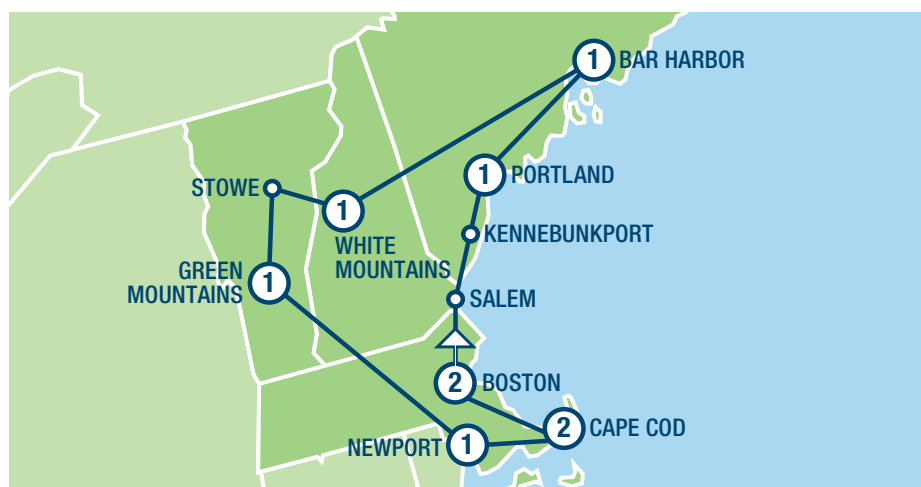 1 BAR HARBOR
1 PORTLAND
STOWE
1
WHITE
MOUNTAINS
KENNEBUNKPORT
GREEN
MOUNTAINS
1
SALEM
2 BOSTON
2 CAPE COD
NEWPORT 1